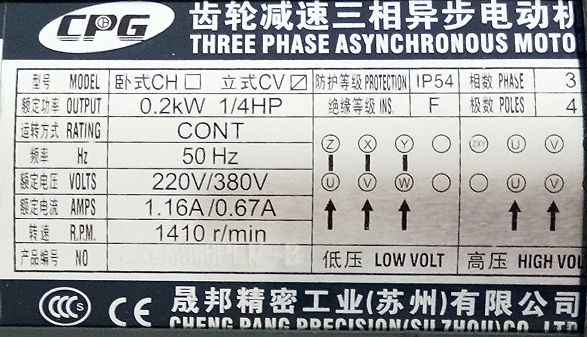 CPG 齿轮减速三相异步电动机
THREE PHASE ASYNCHRONOUS MOTO
型号 MODEL 卧式CH □ 立式CV ☑ 防护等级 PROTECTION IP54 相数 PHASE 3
额定功率 OUTPUT 0.2kW 1/4HP 绝缘等级 INS. F 极数 POLES 4
运转方式 RATING CONT
频率 Hz 50 Hz
Z X Y ZXY U V
额定电压 VOLTS 220V/380V
U V W U V
额定电流 AMPS 1.16A/0.67A
转速 R.P.M. 1410 r/min
产品编号 NO 低压 LOW VOLT 高压 HIGH VOL
CCC S CE 晟邦精密工业(苏州)有限公司
CHENG BANG PRECISION(SUZHOU)CO.,LTD